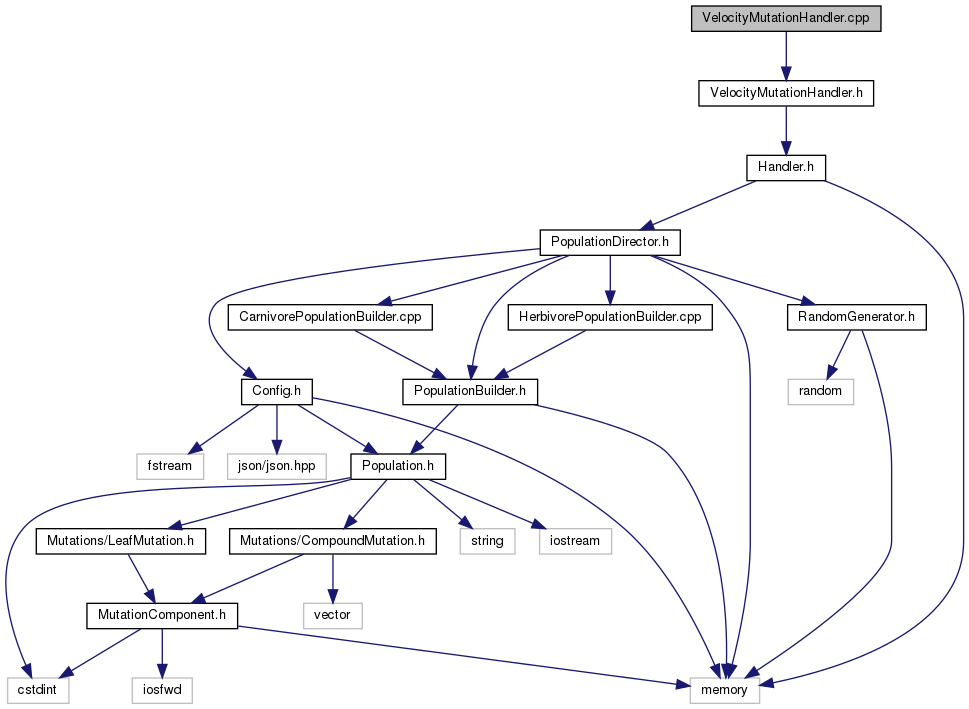 VelocityMutationHandler.cpp
VelocityMutationHandler.h
Handler.h
PopulationDirector.h
CarnivorePopulationBuilder.cpp
HerbivorePopulationBuilder.cpp
RandomGenerator.h
Config.h
PopulationBuilder.h
random
fstream
json/json.hpp
Population.h
Mutations/LeafMutation.h
Mutations/CompoundMutation.h
string
iostream
MutationComponent.h
vector
cstdint
iosfwd
memory